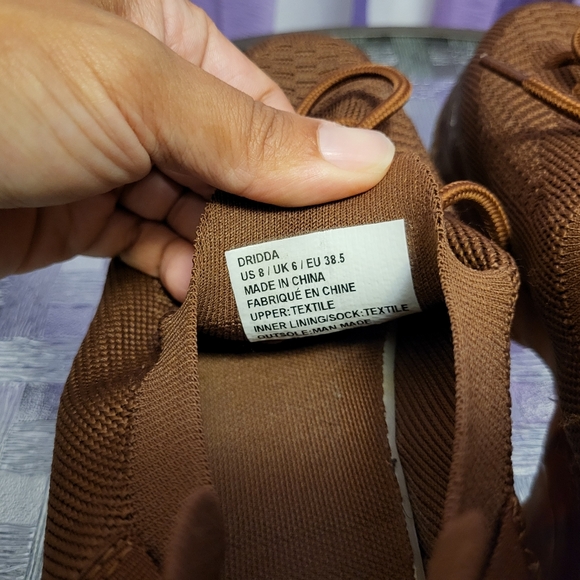 DRIDDA
US 8 / UK 6 / EU 38.5
MADE IN CHINA
FABRIQUÉ EN CHINE
UPPER:TEXTILE
INNER LINING/SOCK:TEXTILE
OUTSOLE:MAN MADE